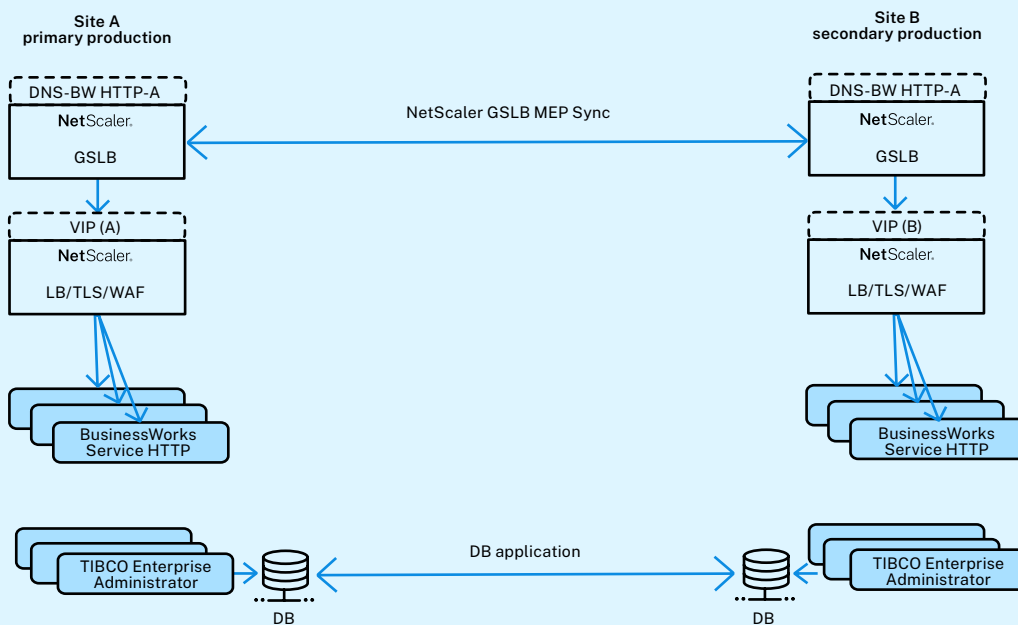 Site A
primary production
Site B
secondary production
DNS-BW HTTP-A
NetScaler.
GSLB
NetScaler GSLB MEP Sync
DNS-BW HTTP-A
NetScaler.
GSLB
VIP (A)
NetScaler.
LB/TLS/WAF
VIP (B)
NetScaler.
LB/TLS/WAF
BusinessWorks
Service HTTP
BusinessWorks
Service HTTP
TIBCO Enterprise
Administrator
DB
DB application
TIBCO Enterprise
Administrator
DB